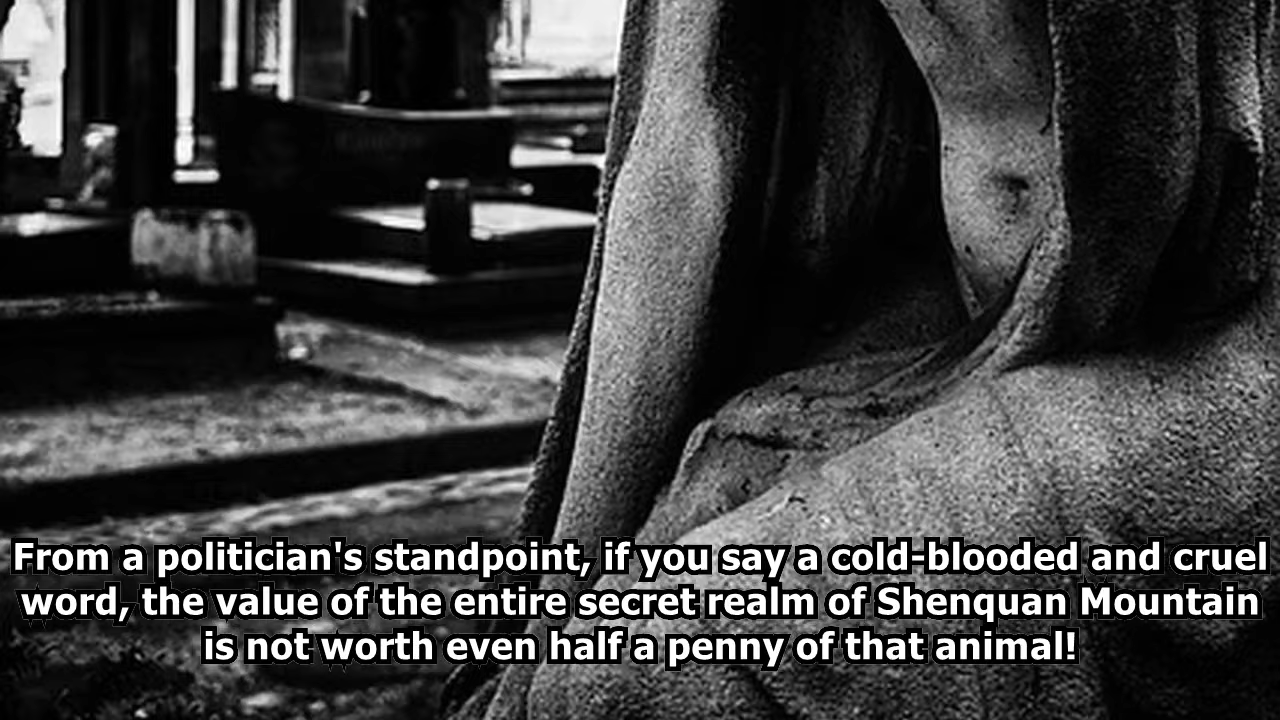 From a politician's standpoint, if you say a cold-blooded and cruel
word, the value of the entire secret realm of Shenquan Mountain
is not worth even half a penny of that animal!